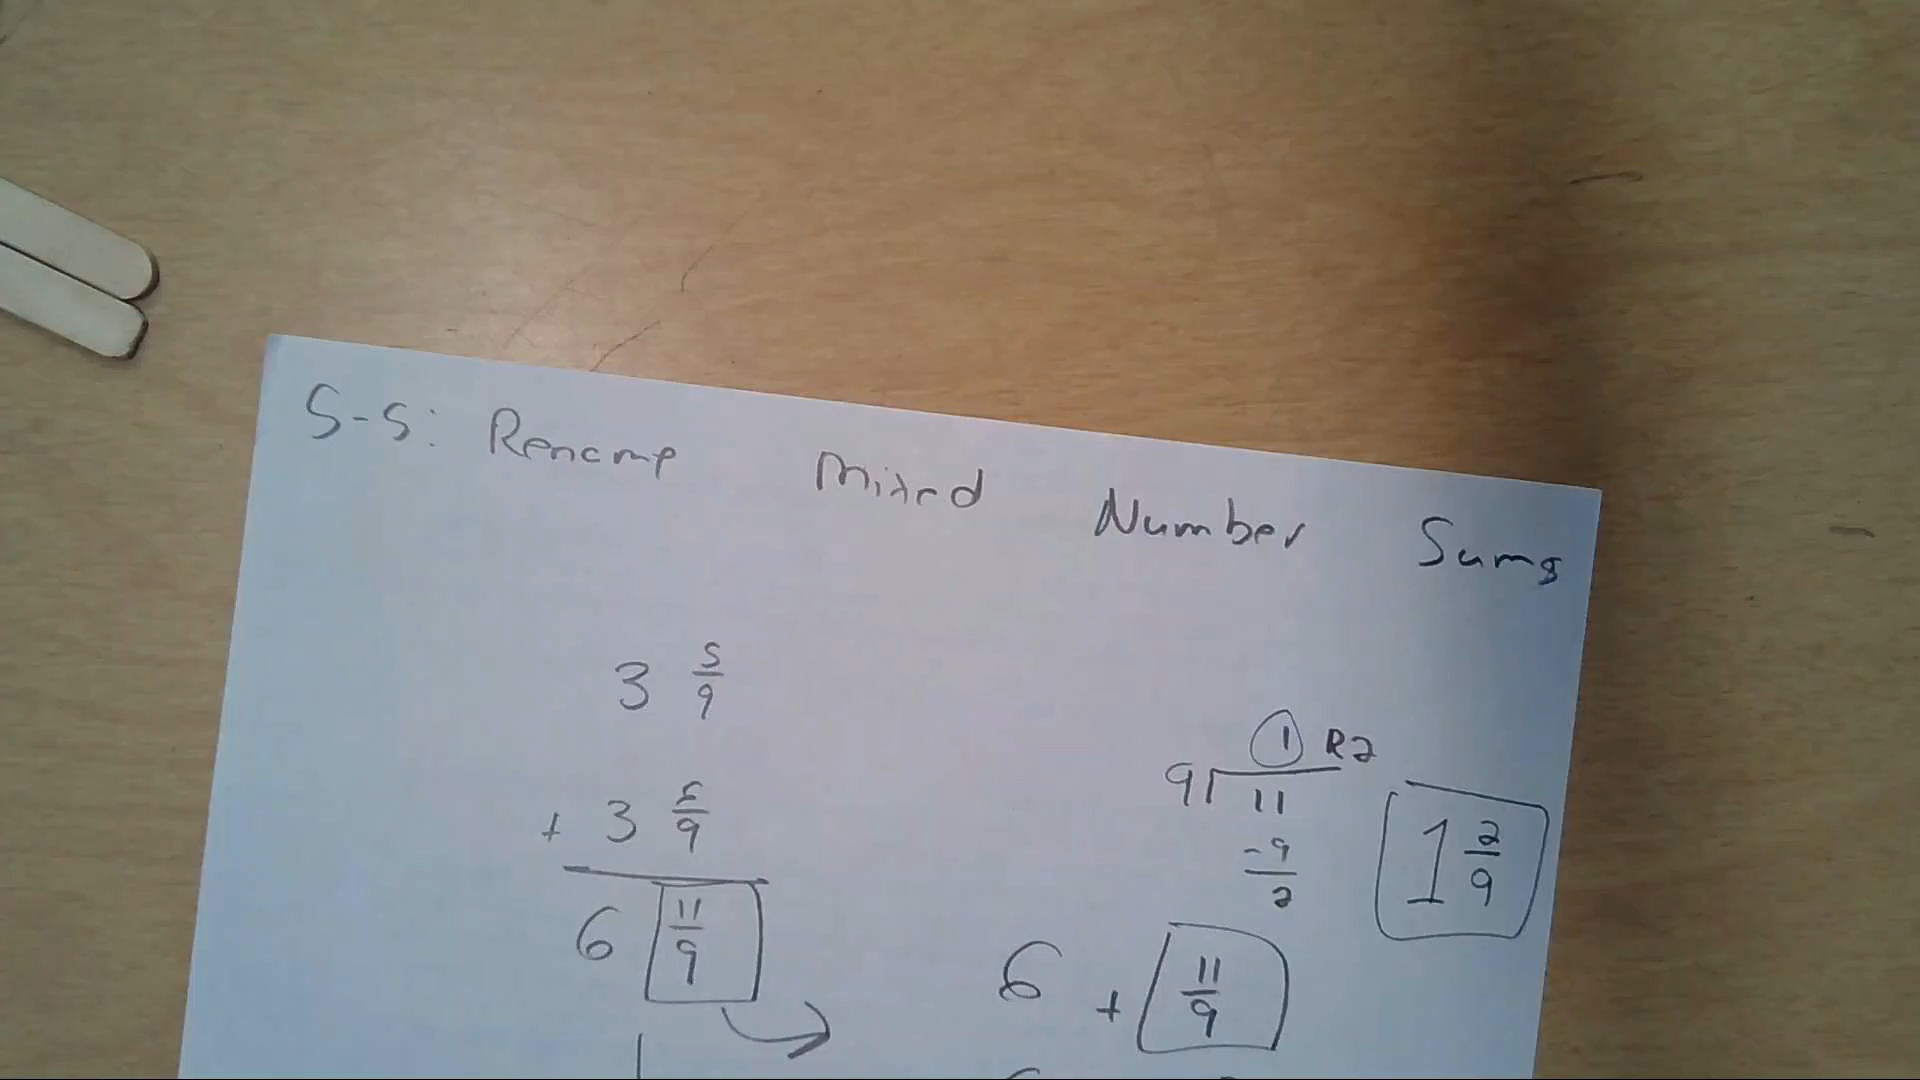 5-5: Rename Mixed Number Sums
3 5/9
+ 3 5/9
6 11/9
1 R2
9 11
-9
2
1 2/9
6 + 11/9